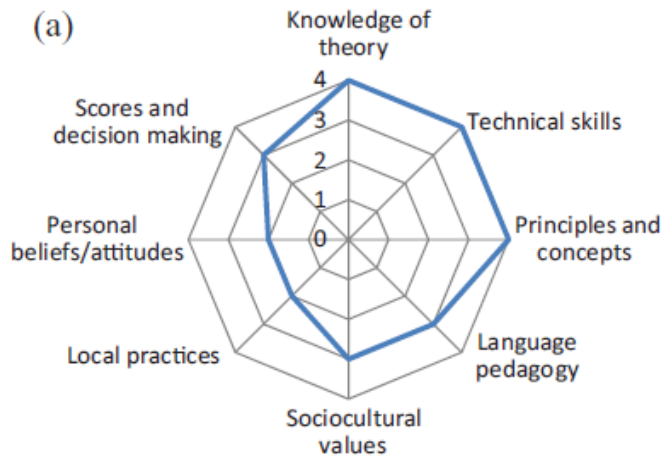 (a)
Knowledge of
theory
Technical skills
Principles and
concepts
Language
pedagogy
Sociocultural
values
Local practices
Personal
beliefs/attitudes
Scores and
decision making
4
3
2
1
0